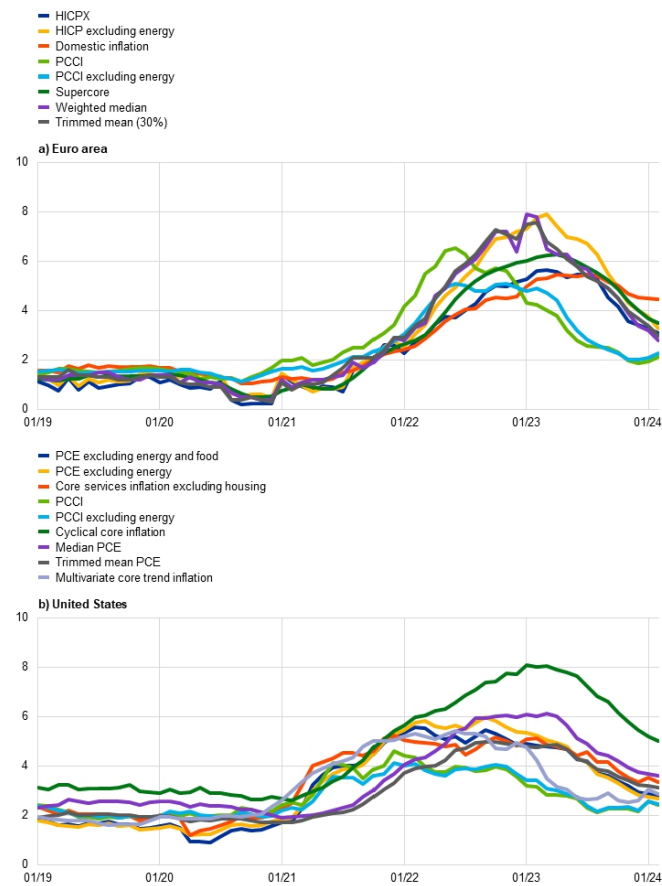 HICPX
HICP excluding energy
Domestic inflation
PCCI
PCCI excluding energy
Supercore
Weighted median
Trimmed mean (30%)
a) Euro area
10
8
6
4
2
0
01/19 01/20 01/21 01/22 01/23 01/24
PCE excluding energy and food
PCE excluding energy
Core services inflation excluding housing
PCCI
PCCI excluding energy
Cyclical core inflation
Median PCE
Trimmed mean PCE
Multivariate core trend inflation
b) United States
10
8
6
4
2
0
01/19 01/20 01/21 01/22 01/23 01/24